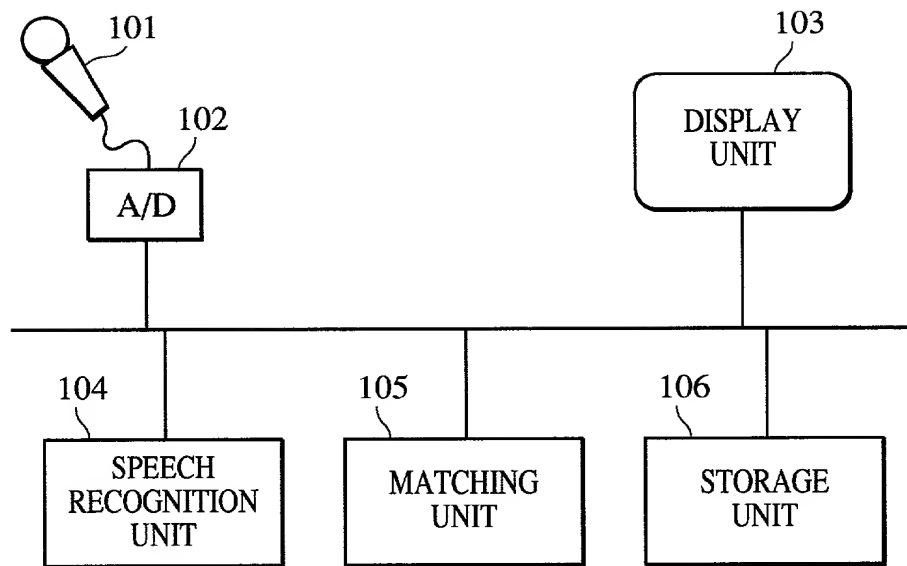 101
103
102
DISPLAY
UNIT
A/D
104
105
106
SPEECH
RECOGNITION
UNIT
MATCHING
UNIT
STORAGE
UNIT